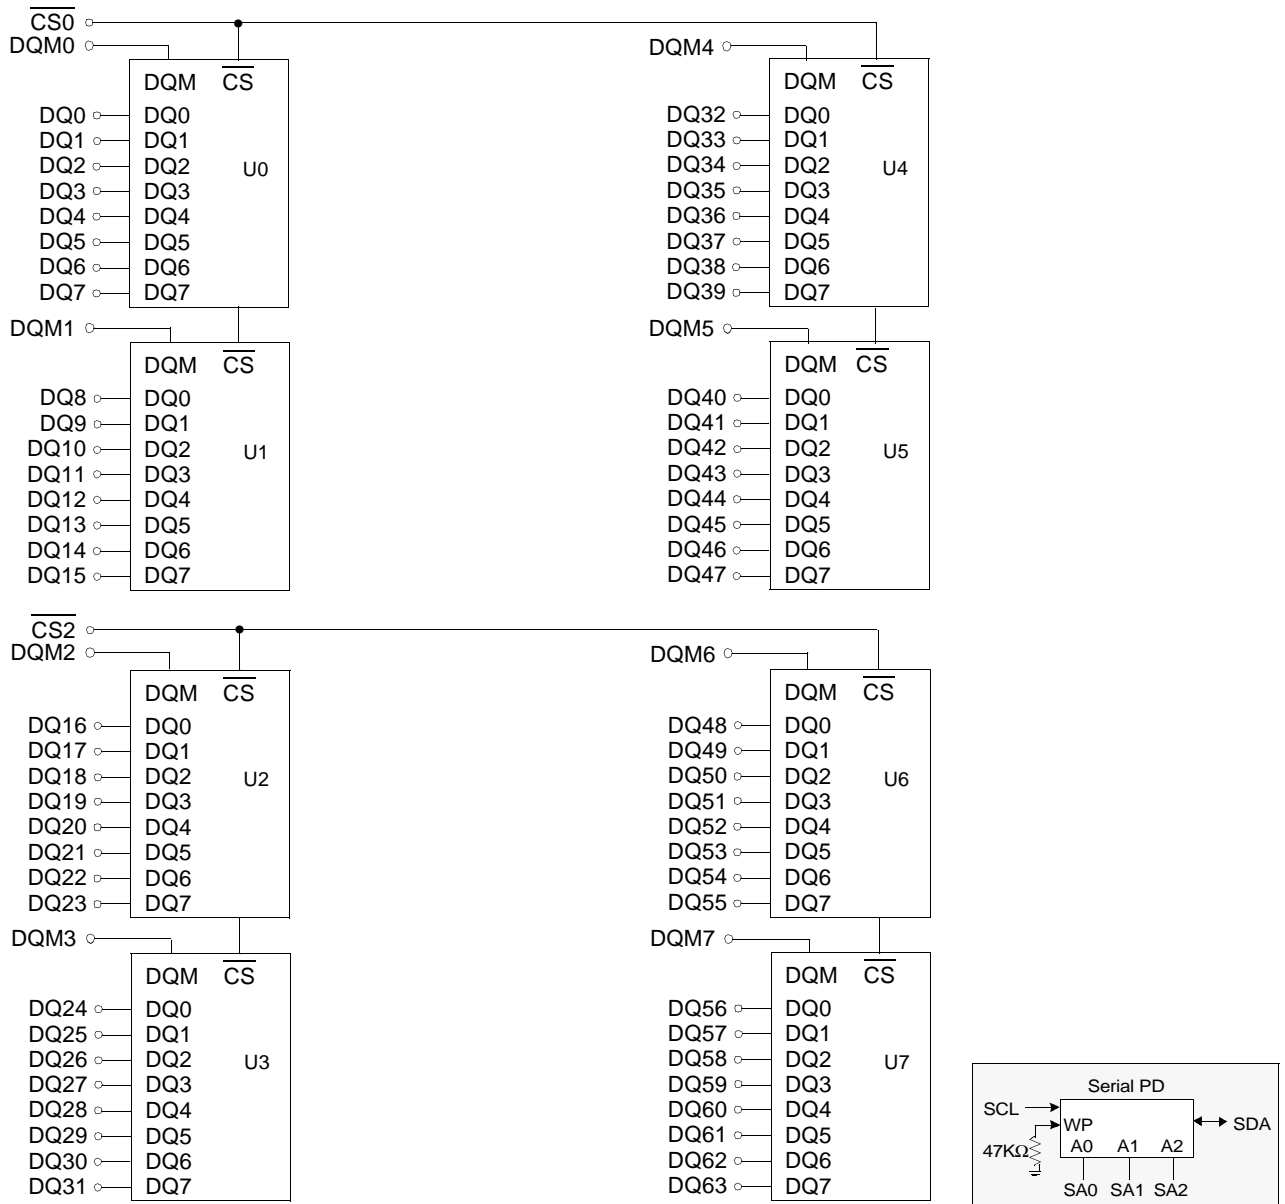 CS0
DQM0
DQM CS
DQ0 DQ0
DQ1 DQ1
DQ2 DQ2
U0
DQ3 DQ3
DQ4 DQ4
DQ5 DQ5
DQ6 DQ6
DQ7 DQ7
DQM1
DQM CS
DQ8 DQ0
DQ9 DQ1
DQ10 DQ2
U1
DQ11 DQ3
DQ12 DQ4
DQ13 DQ5
DQ14 DQ6
DQ15 DQ7
DQM4
DQM CS
DQ32 DQ0
DQ33 DQ1
DQ34 DQ2
U4
DQ35 DQ3
DQ36 DQ4
DQ37 DQ5
DQ38 DQ6
DQ39 DQ7
DQM5
DQM CS
DQ40 DQ0
DQ41 DQ1
DQ42 DQ2
U5
DQ43 DQ3
DQ44 DQ4
DQ45 DQ5
DQ46 DQ6
DQ47 DQ7
CS2
DQM2
DQM CS
DQ16 DQ0
DQ17 DQ1
DQ18 DQ2
U2
DQ19 DQ3
DQ20 DQ4
DQ21 DQ5
DQ22 DQ6
DQ23 DQ7
DQM3
DQM CS
DQ24 DQ0
DQ25 DQ1
DQ26 DQ2
U3
DQ27 DQ3
DQ28 DQ4
DQ29 DQ5
DQ30 DQ6
DQ31 DQ7
DQM6
DQM CS
DQ48 DQ0
DQ49 DQ1
DQ50 DQ2
U6
DQ51 DQ3
DQ52 DQ4
DQ53 DQ5
DQ54 DQ6
DQ55 DQ7
DQM7
DQM CS
DQ56 DQ0
DQ57 DQ1
DQ58 DQ2
U7
DQ59 DQ3
DQ60 DQ4
DQ61 DQ5
DQ62 DQ6
DQ63 DQ7
Serial PD
SCL
WP
SDA
47KΩ
A0 A1 A2
SA0 SA1 SA2